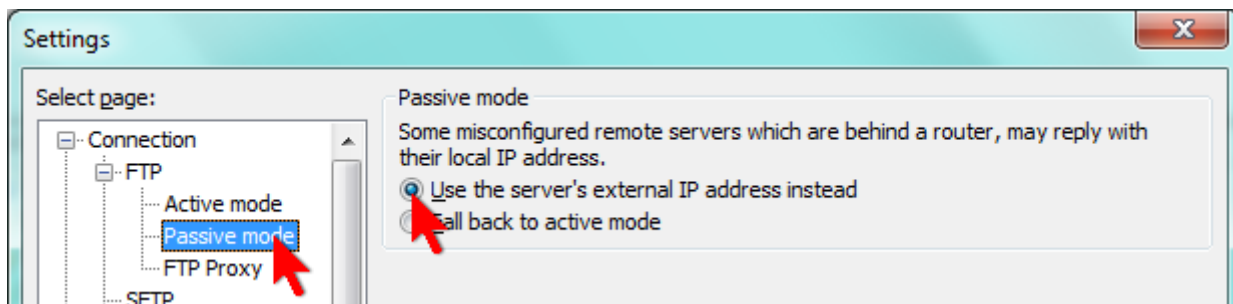 Settings
Select page:
Connection
FTP
Active mode
Passive mode
FTP Proxy
SFTP
Passive mode
Some misconfigured remote servers which are behind a router, may reply with
their local IP address.
Use the server's external IP address instead
Fall back to active mode